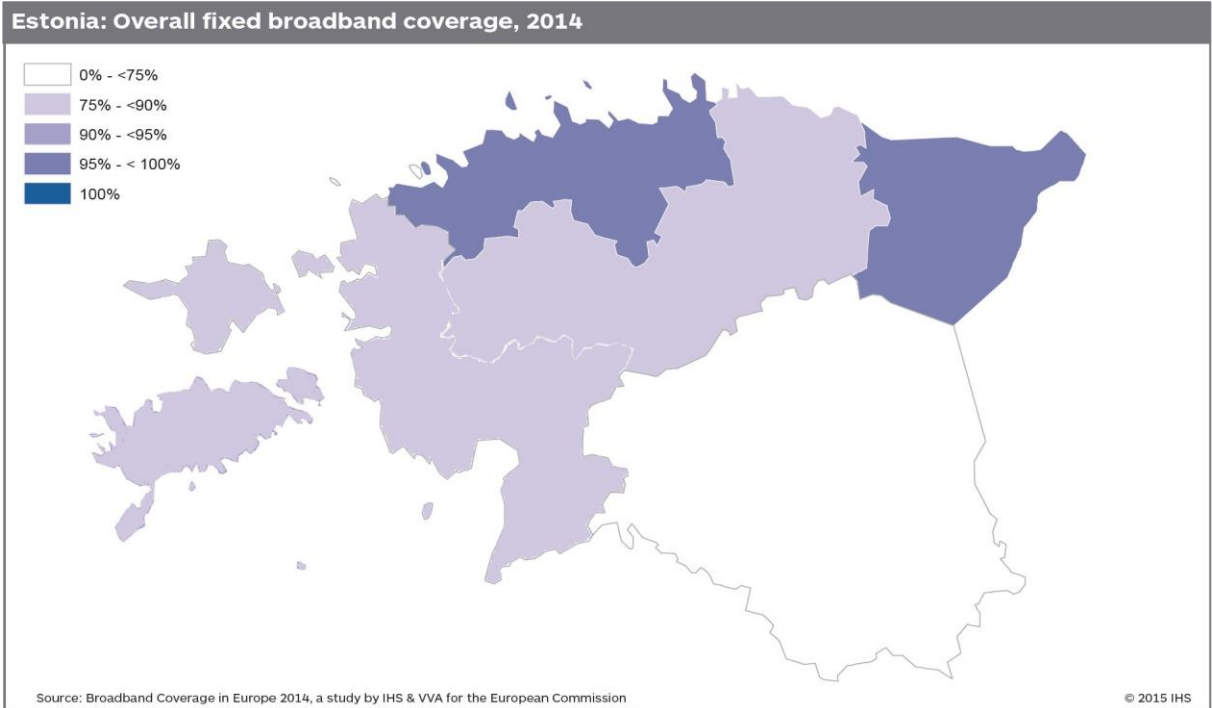 Estonia: Overall fixed broadband coverage, 2014
0% - <75%
75% - <90%
90% - <95%
95% - < 100%
100%
Source: Broadband Coverage in Europe 2014, a study by IHS & VVA for the European Commission
© 2015 IHS